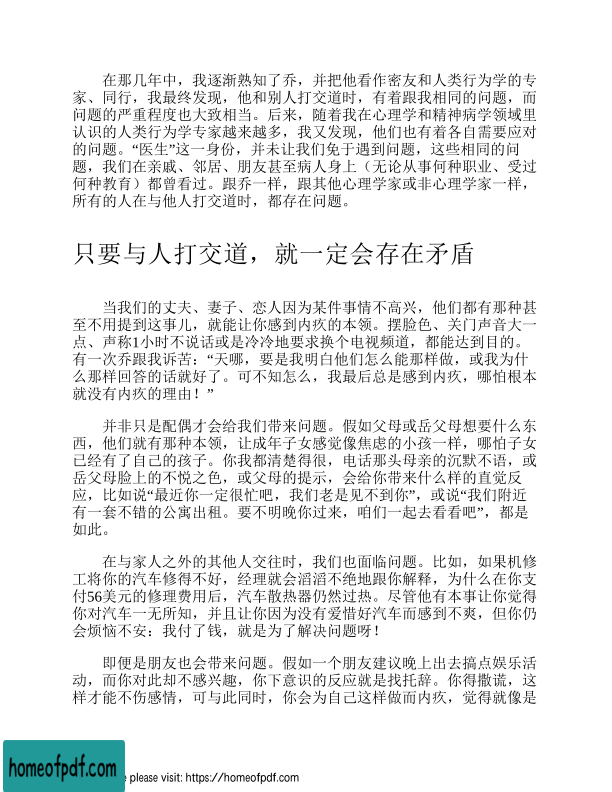 在那几年中，我逐渐熟知了乔，并把他看作密友和人类行为学的专
家、同行，我最终发现，他和别人打交道时，有着跟我相同的问题，而
问题的严重程度也大致相当。后来，随着我在心理学和精神病学领域里
认识的人类行为学专家越来越多，我又发现，他们也有着各自需要应对
的问题。“医生”这一身份，并未让我们免于遇到问题，这些相同的问
题，我们在亲戚、邻居、朋友甚至病人身上（无论从事何种职业、受过
何种教育）都曾看过。跟乔一样，跟其他心理学家或非心理学家一样，
所有的人在与他人打交道时，都存在问题。
只要与人打交道，就一定会存在矛盾
当我们的丈夫、妻子、恋人因为某件事情不高兴，他们都有那种甚
至不用提到这事儿，就能让你感到内疚的本领。摆脸色、关门声音大一
点、声称1小时不说话或是冷冷地要求换个电视频道，都能达到目的。
有一次乔跟我诉苦：“天哪，要是我明白他们怎么能那样做，或我为什
么那样回答的话就好了。可不知怎么，我最后总是感到内疚，哪怕根本
就没有内疚的理由！”
并非只是配偶才会给我们带来问题。假如父母或岳父母想要什么东
西，他们就有那种本领，让成年子女感觉像焦虑的小孩一样，哪怕子女
已经有了自己的孩子。你我都清楚得很，电话那头母亲的沉默不语，或
岳父母脸上的不悦之色，或父母的提示，会给你带来什么样的直觉反
应，比如说“最近你一定很忙吧，我们老是见不到你”，或说“我们附近
有一套不错的公寓出租。要不明晚你过来，咱们一起去看看吧”，都是
如此。
在与家人之外的其他人交往时，我们也面临问题。比如，如果机修
工将你的汽车修得不好，经理就会滔滔不绝地跟你解释，为什么在你支
付56美元的修理费用后，汽车散热器仍然过热。尽管他有本事让你觉得
你对汽车一无所知，并且让你因为没有爱惜好汽车而感到不爽，但你仍
会烦恼不安：我付了钱，就是为了解决问题呀！
即便是朋友也会带来问题。假如一个朋友建议晚上出去搞点娱乐活
动，而你对此却不感兴趣，你下意识的反应就是找托辞。你得撒谎，这
样才能不伤感情，可与此同时，你会为自己这样做而内疚，觉得就像是
homeofpdf.com
please visit: https://homeofpdf.com